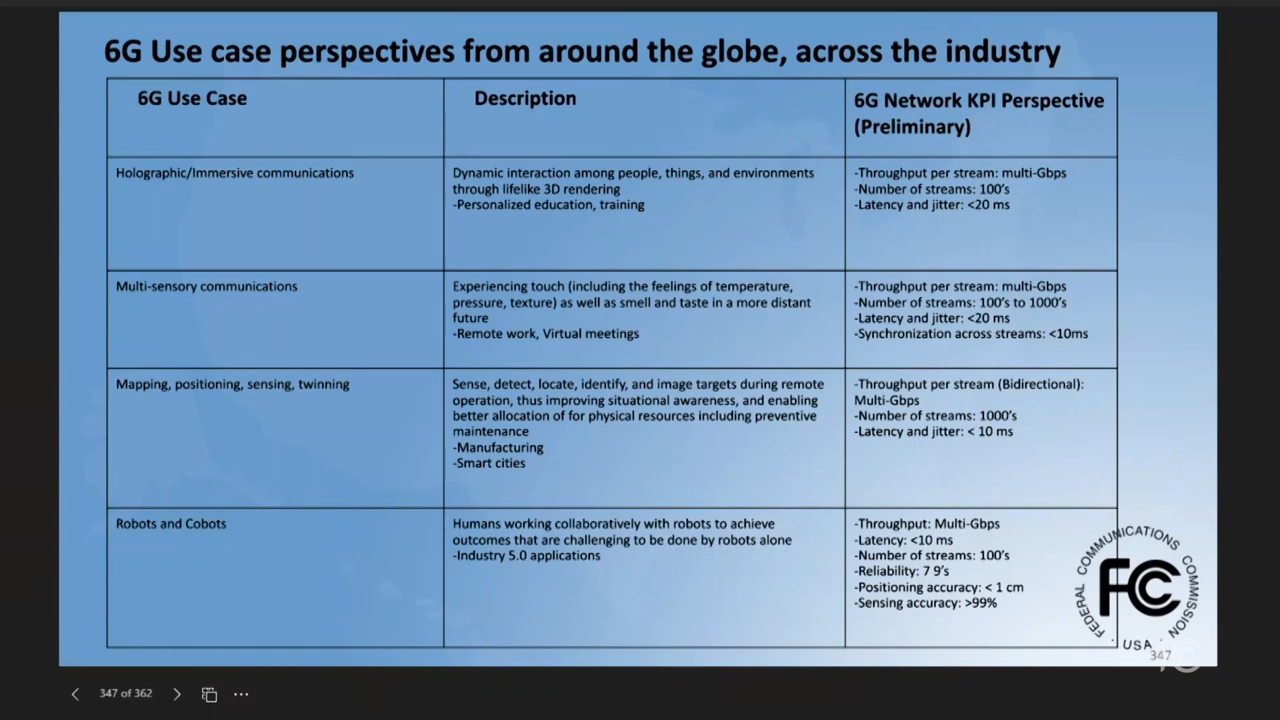 6G Use case perspectives from around the globe, across the industry
6G Use Case
Description
6G Network KPI Perspective
(Preliminary)
Holographic/Immersive communications
Dynamic interaction among people, things, and environments
through lifelike 3D rendering
-Personalized education, training
-Throughput per stream: multi-Gbps
-Number of streams: 100's
-Latency and jitter: <20 ms
Multi-sensory communications
Experiencing touch (including the feelings of temperature,
pressure, texture) as well as smell and taste in a more distant
future
-Remote work, Virtual meetings
-Throughput per stream: multi-Gbps
-Number of streams: 100's to 1000's
-Latency and jitter: <20 ms
-Synchronization across streams: <10ms
Mapping, positioning, sensing, twinning
Sense, detect, locate, identify, and image targets during remote
operation, thus improving situational awareness, and enabling
better allocation of for physical resources including preventive
maintenance
-Manufacturing
-Smart cities
-Throughput per stream (Bidirectional):
Multi-Gbps
-Number of streams: 1000's
-Latency and jitter: < 10 ms
Robots and Cobots
Humans working collaboratively with robots to achieve
outcomes that are challenging to be done by robots alone
-Industry 5.0 applications
-Throughput: Multi-Gbps
-Latency: <10 ms
-Number of streams: 100's
-Reliability: 7 9's
-Positioning accuracy: < 1 cm
-Sensing accuracy: >99%
FEDERAL COMMUNICATIONS COMMISSION
FCC
· USA ·
347
347 of 362